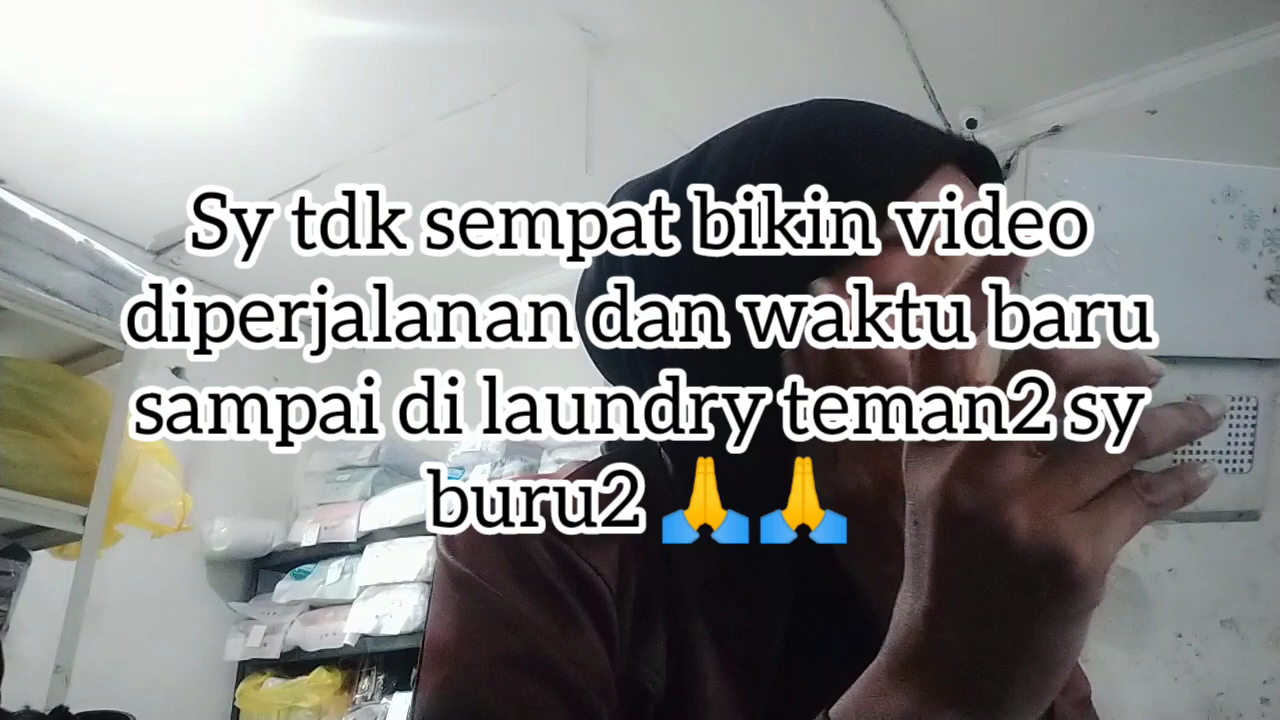 Sy tdk sempat bikin video
diperjalanan dan waktu baru
sampai di laundry teman2 sy
buru2 🙏🙏